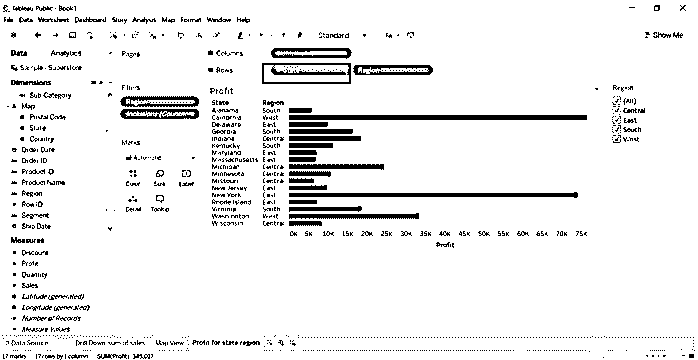 Tableau Public - Book1
File Data Worksheet Dashboard Story Analysis Map Format Window Help
Standard
Show Me
Data Analytics
Pages
Columns
Sample - Superstore
Rows
Region
Dimensions
Sub Category
Map
Postal Code
State
Country
Order Date
Order ID
Product ID
Product Name
Region
Row ID
Segment
Ship Date
Measures
Discount
Profit
Quantity
Sales
Latitude (generated)
Longitude (generated)
Number of Records
Measure Values
Filters
Region
Marks
Automatic
Color Size Label
Detail Tooltip
Profit
State Region
Alabama South
California West
Delaware East
Georgia South
Indiana Central
Kentucky South
Maryland East
Massachusetts East
Michigan Central
Minnesota Central
Missouri Central
New Jersey East
New York East
Rhode Island East
Virginia South
Washington West
Wisconsin Central
0K 5K 10K 15K 20K 25K 30K 35K 40K 45K 50K 55K 60K 65K 70K 75K
Profit
Region
(All)
Central
East
South
West
Data Source Drill Down sum of sales Map View Profit for state region
17 marks 17 rows by 1 column